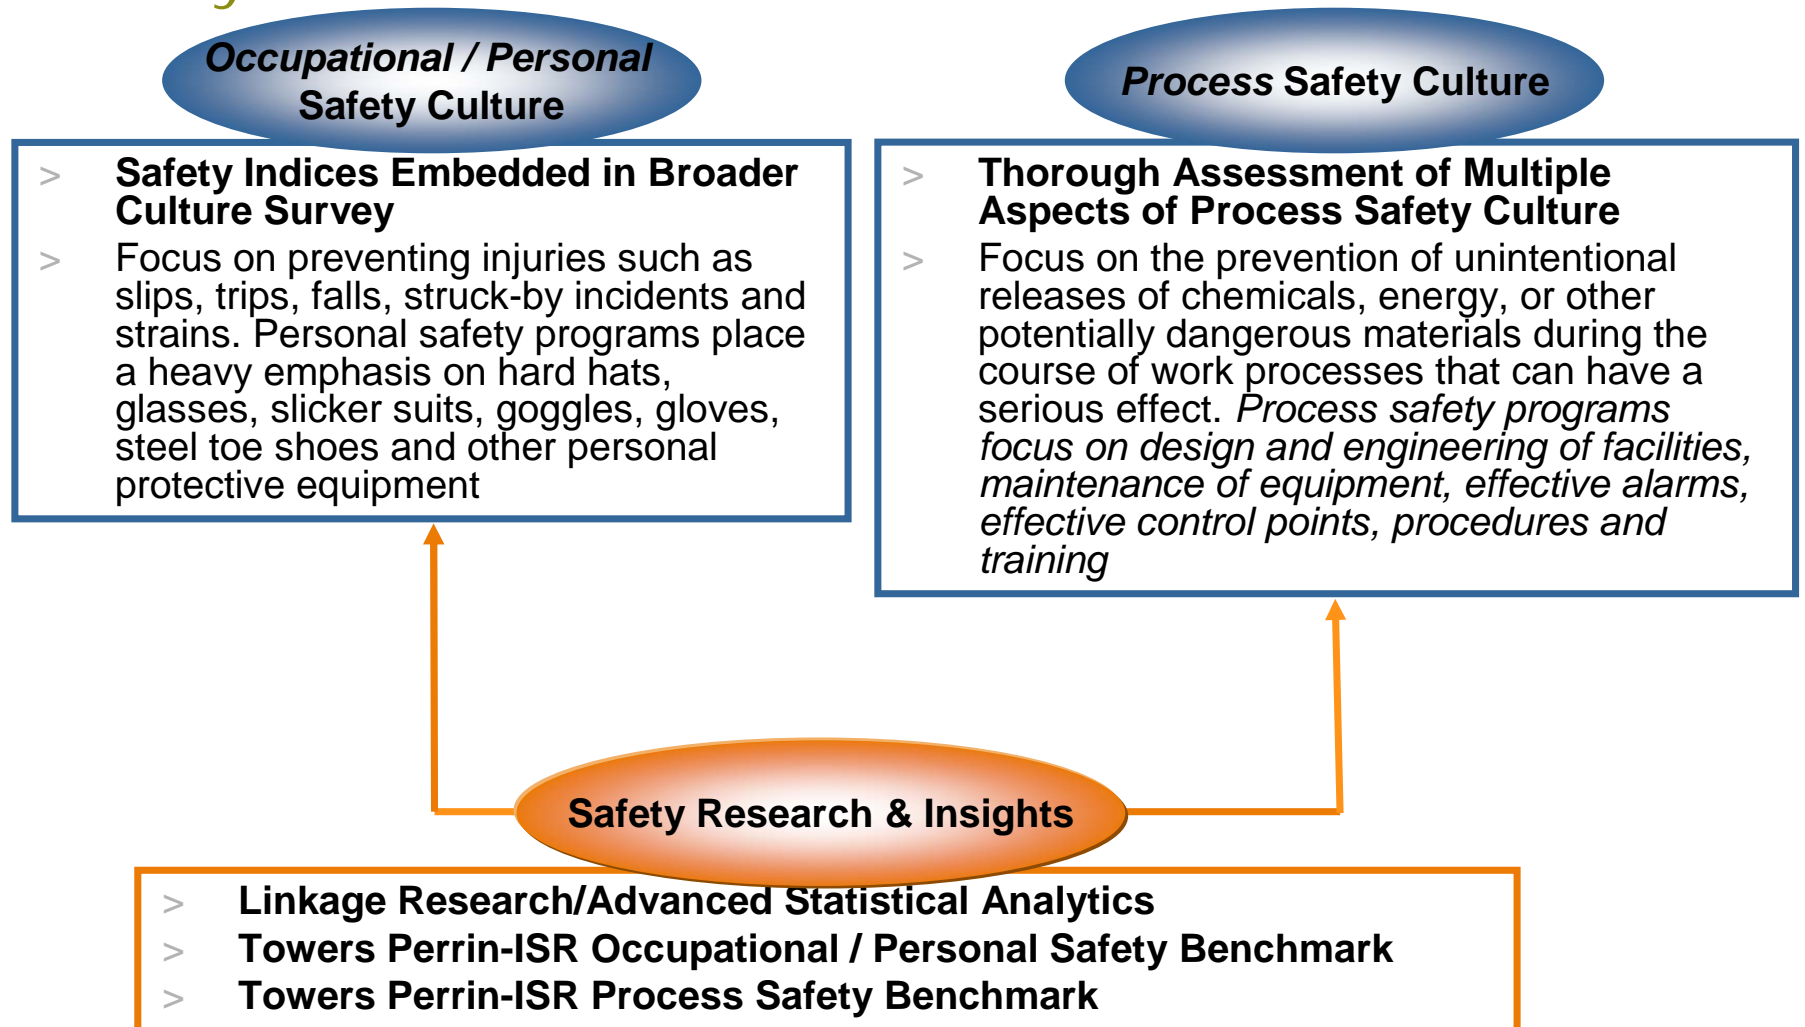 Occupational / Personal
Safety Culture
> Safety Indices Embedded in Broader
Culture Survey
> Focus on preventing injuries such as
slips, trips, falls, struck-by incidents and
strains. Personal safety programs place
a heavy emphasis on hard hats,
glasses, slicker suits, goggles, gloves,
steel toe shoes and other personal
protective equipment
Process Safety Culture
> Thorough Assessment of Multiple
Aspects of Process Safety Culture
> Focus on the prevention of unintentional
releases of chemicals, energy, or other
potentially dangerous materials during the
course of work processes that can have a
serious effect. Process safety programs
focus on design and engineering of facilities,
maintenance of equipment, effective alarms,
effective control points, procedures and
training
Safety Research & Insights
> Linkage Research/Advanced Statistical Analytics
> Towers Perrin-ISR Occupational / Personal Safety Benchmark
> Towers Perrin-ISR Process Safety Benchmark